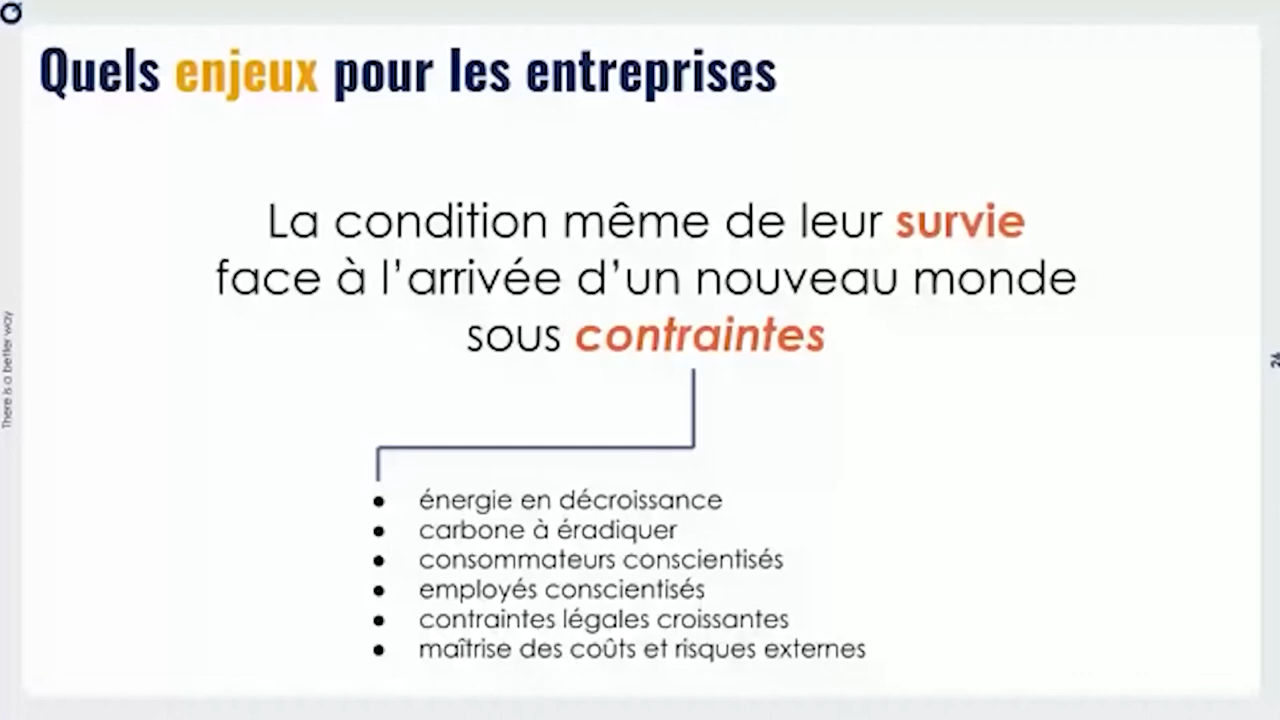 Quels enjeux pour les entreprises
La condition même de leur survie
face à l’arrivée d’un nouveau monde
sous contraintes
• énergie en décroissance
• carbone à éradiquer
• consommateurs conscientisés
• employés conscientisés
• contraintes légales croissantes
• maîtrise des coûts et risques externes
There is a better way
26